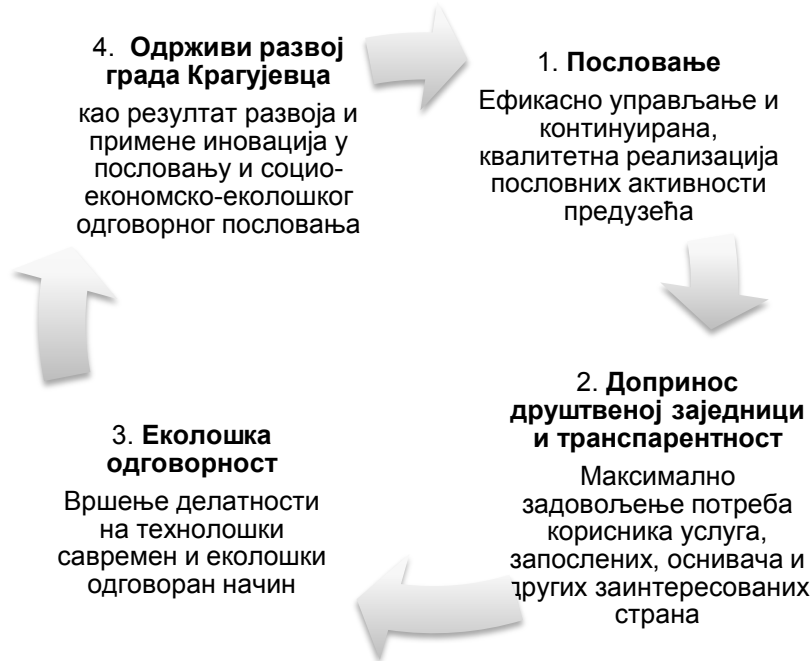 4. Одрживи развој
града Крагујевца
као резултат развоја и
примене иновација у
пословању и социо-
економско-еколошког
одговорног пословања
1. Пословање
Ефикасно управљање и
континуирана,
квалитетна реализација
пословних активности
предузећа
2. Допринос
друштвеној заједници
и транспарентност
Максимално
задовољење потреба
корисника услуга,
запослених, оснивача и
других заинтересованих
страна
3. Еколошка
одговорност
Вршење делатности
на технолошки
савремен и еколошки
одговоран начин